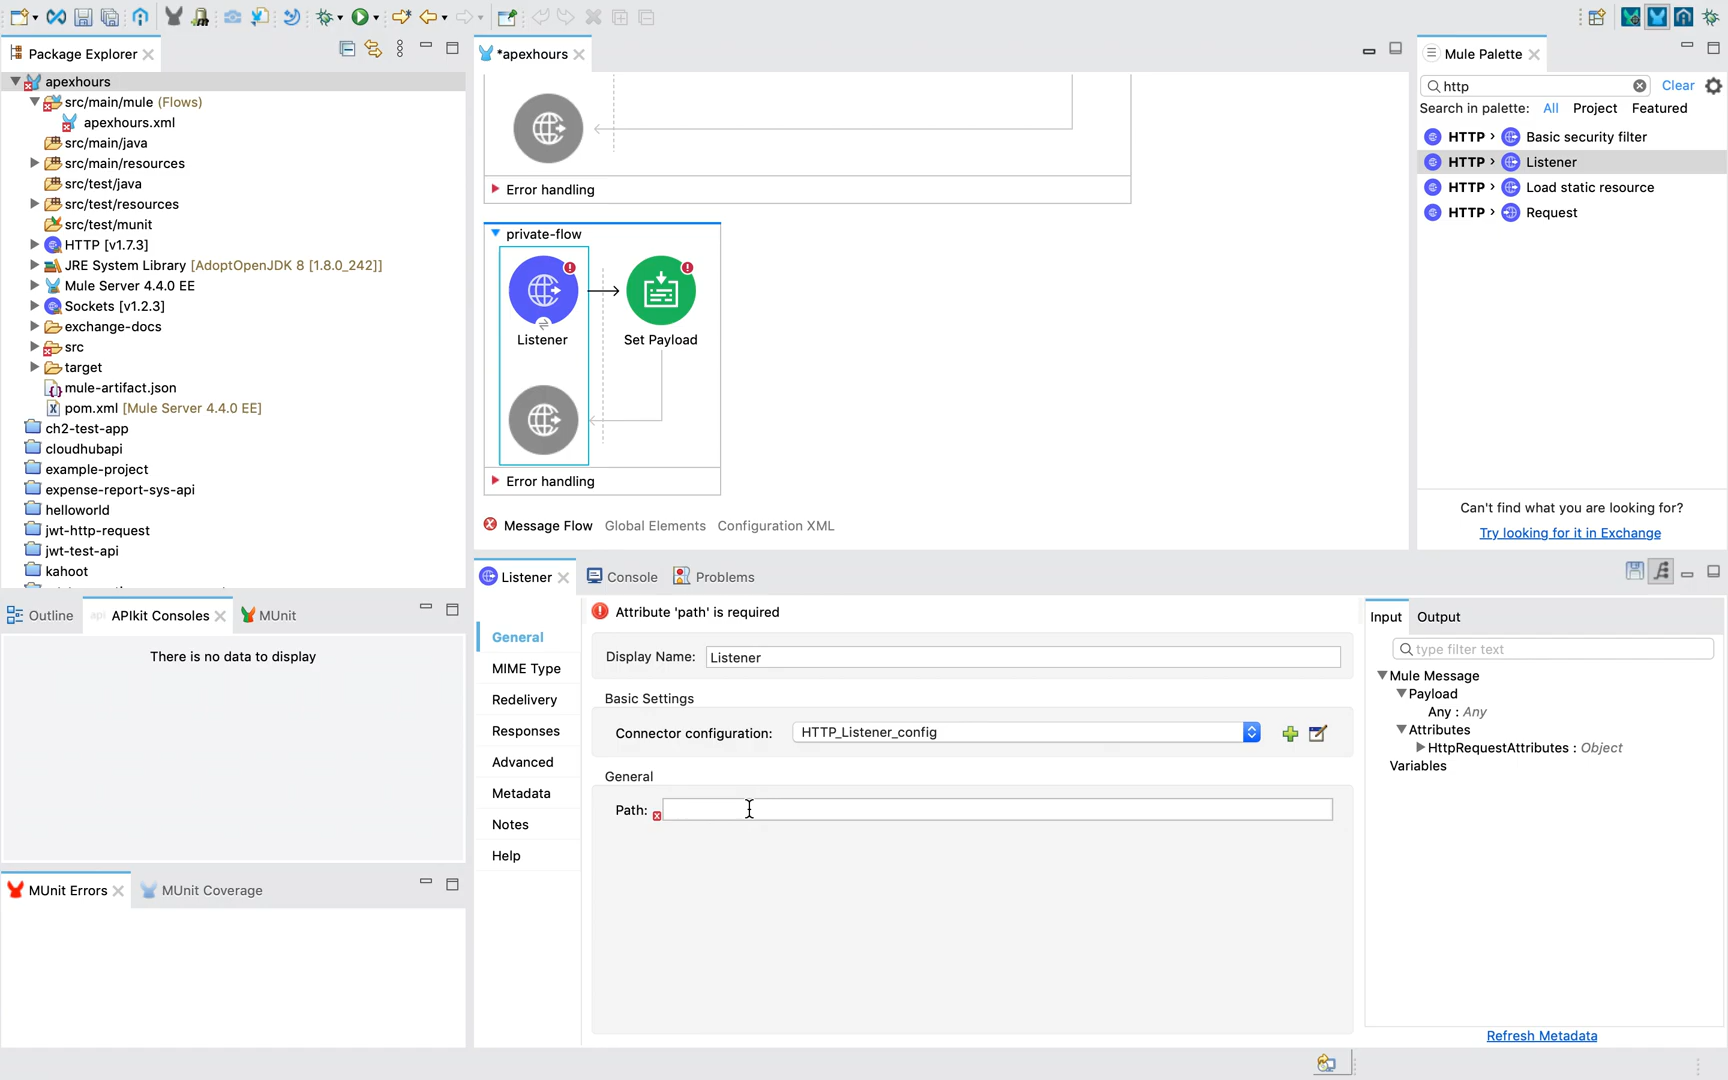 Package Explorer
apexhours
src/main/mule (Flows)
apexhours.xml
src/main/java
src/main/resources
src/test/java
src/test/resources
src/test/munit
HTTP [v1.7.3]
JRE System Library [AdoptOpenJDK 8 [1.8.0_242]]
Mule Server 4.4.0 EE
Sockets [v1.2.3]
exchange-docs
src
target
mule-artifact.json
pom.xml [Mule Server 4.4.0 EE]
ch2-test-app
cloudhubapi
example-project
expense-report-sys-api
helloworld
jwt-http-request
jwt-test-api
kahoot
Outline
api
APIkit Consoles
MUnit
There is no data to display
MUnit Errors
MUnit Coverage
*apexhours
Error handling
private-flow
Listener
Set Payload
Error handling
Message Flow
Global Elements
Configuration XML
Mule Palette
http
Clear
Search in palette: All Project Featured
HTTP > Basic security filter
HTTP > Listener
HTTP > Load static resource
HTTP > Request
Can't find what you are looking for?
Try looking for it in Exchange
Listener
Console
Problems
General
MIME Type
Redelivery
Responses
Advanced
Metadata
Notes
Help
Attribute 'path' is required
Display Name: Listener
Basic Settings
Connector configuration: HTTP_Listener_config
General
Path:
Input
Output
type filter text
Mule Message
Payload
Any : Any
Attributes
HttpRequestAttributes : Object
Variables
Refresh Metadata